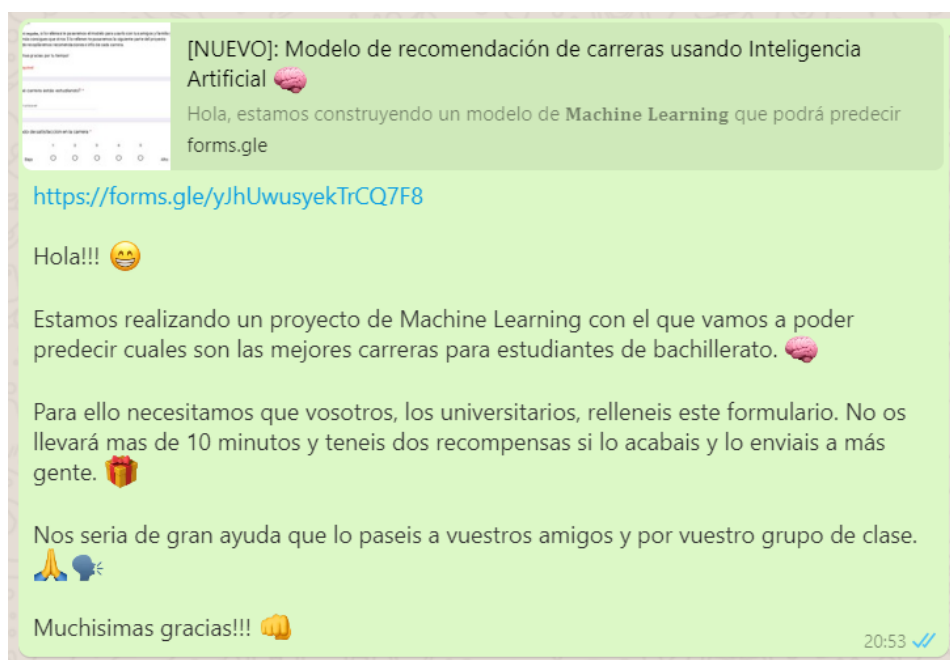 [NUEVO]: Modelo de recomendación de carreras usando Inteligencia
Artificial 🧠
Hola, estamos construyendo un modelo de Machine Learning que podrá predecir
forms.gle
https://forms.gle/yJhUwusyekTrCQ7F8
Hola!!! 😁
Estamos realizando un proyecto de Machine Learning con el que vamos a poder
predecir cuales son las mejores carreras para estudiantes de bachillerato. 🧠
Para ello necesitamos que vosotros, los universitarios, relleneis este formulario. No os
llevará mas de 10 minutos y teneis dos recompensas si lo acabais y lo enviais a más
gente. 🎁
Nos seria de gran ayuda que lo paseis a vuestros amigos y por vuestro grupo de clase.
🙏 🗣
Muchisimas gracias!!! 👊
20:53